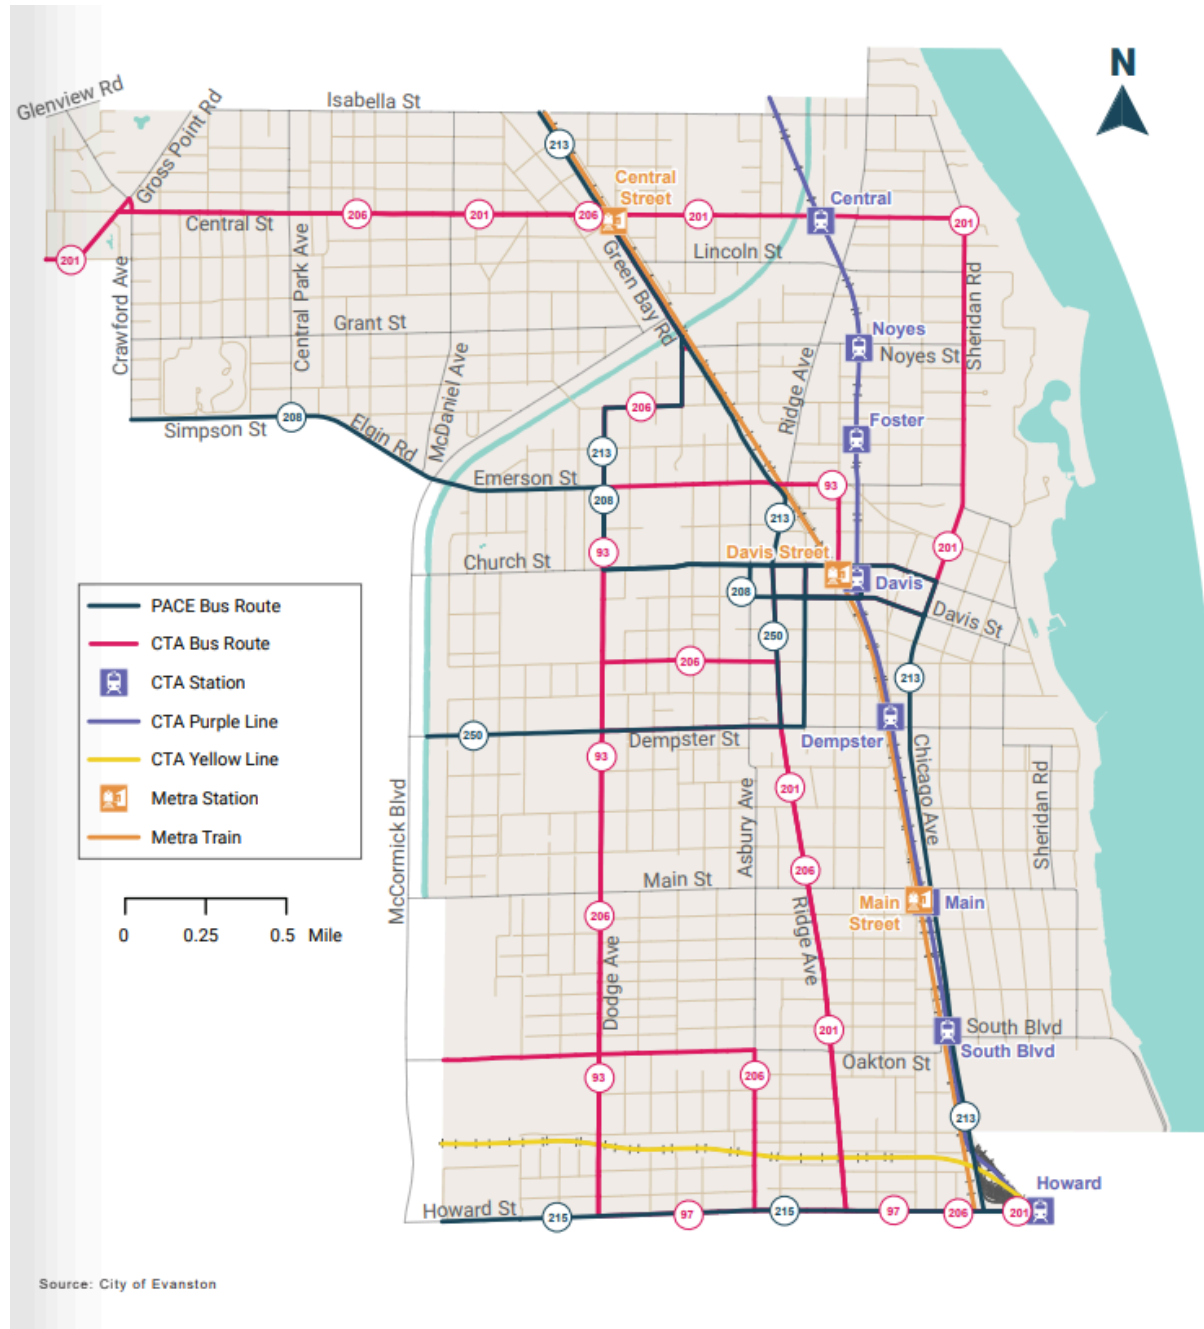 N
Glenview Rd
Gross Point Rd
Isabella St
213
Central
Street
Central
206
201
206
201
201
Central St
Lincoln St
201
Crawford Ave
Central Park Ave
Green Bay Rd
Sheridan Rd
Grant St
Noyes
Noyes St
McDaniel Ave
Ridge Ave
206
208
Simpson St
Elgin Rd
Foster
213
Emerson St
208
93
213
93
Church St
Davis Street
201
Davis
208
Davis St
PACE Bus Route
CTA Bus Route
CTA Station
CTA Purple Line
CTA Yellow Line
Metra Station
Metra Train
250
206
213
250
Dempster St
Dempster
93
Chicago Ave
McCormick Blvd
Asbury Ave
201
Sheridan Rd
206
Main St
Main
Street
Main
0 0.25 0.5 Mile
206
Dodge Ave
Ridge Ave
201
South Blvd
South Blvd
Oakton St
93
206
213
Howard
Howard St
215
97
215
97
206
201
Source: City of Evanston